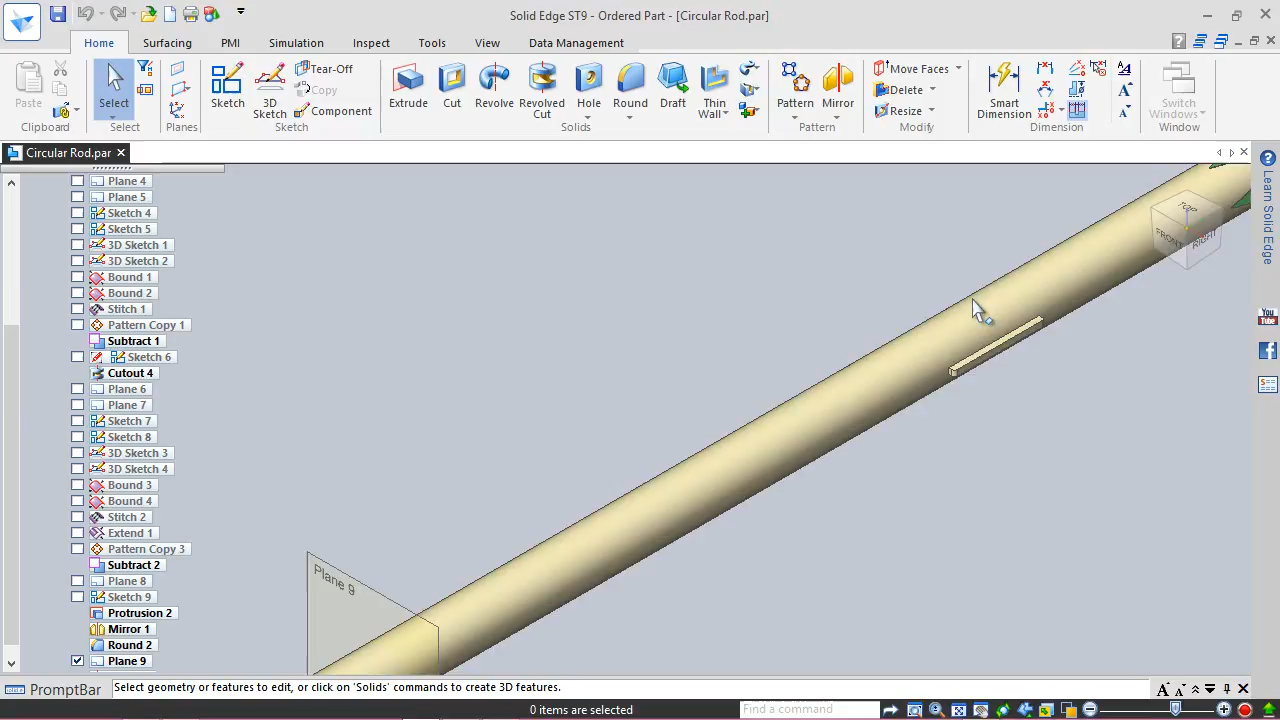 Solid Edge ST9 - Ordered Part - [Circular Rod.par]
Home Surfacing PMI Simulation Inspect Tools View Data Management
Paste
Clipboard
Select
Select
Planes
Sketch
3D Sketch
Tear-Off
Copy
Component
Sketch
Extrude
Cut
Revolve
Revolved Cut
Hole
Round
Draft
Thin Wall
Solids
Pattern
Mirror
Pattern
Move Faces
Delete
Resize
Modify
Smart Dimension
Dimension
Switch Windows
Window
Circular Rod.par
Plane 4
Plane 5
Sketch 4
Sketch 5
3D Sketch 1
3D Sketch 2
Bound 1
Bound 2
Stitch 1
Pattern Copy 1
Subtract 1
Sketch 6
Cutout 4
Plane 6
Plane 7
Sketch 7
Sketch 8
3D Sketch 3
3D Sketch 4
Bound 3
Bound 4
Stitch 2
Extend 1
Pattern Copy 3
Subtract 2
Plane 8
Sketch 9
Protrusion 2
Mirror 1
Round 2
Plane 9
Plane 9
TOP
FRONT
RIGHT
Learn Solid Edge
You Tube
PromptBar
Select geometry or features to edit, or click on 'Solids' commands to create 3D features.
0 items are selected
Find a command